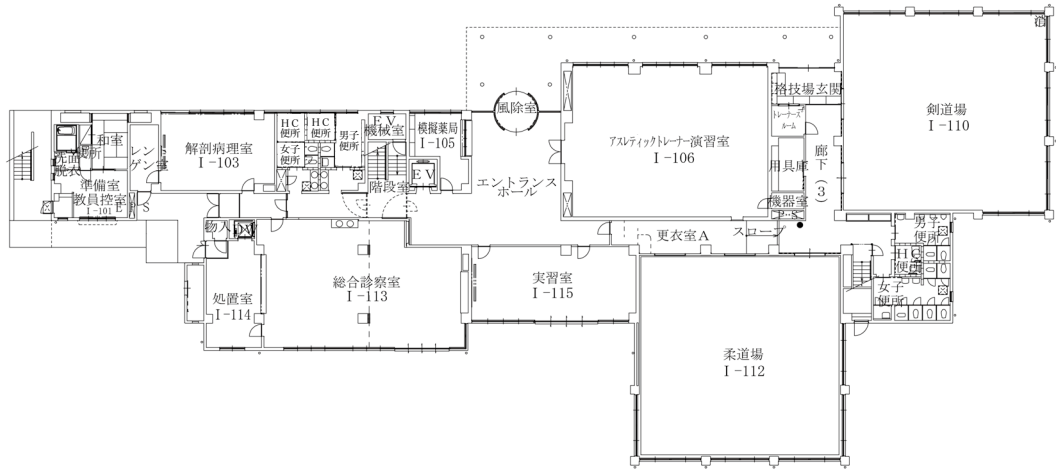 消
剣道場
I-110
格技場玄関
トレーナーズ
ルーム
風除室
アスレティックトレーナー演習室
I-106
廊下(3)
用具庫
機器室
エントランス
ホール
模擬薬局
I-105
EV
機械室
EV
階段室
HC
便所
HC
便所
男子
便所
女子
便所
解剖病理室
I-103
レン
ゲン室
和室
便所
洗面
脱衣
準備室
教員控室
I-101
E
S
物入
DW
総合診察室
I-113
処置室
I-114
実習室
I-115
更衣室A
スロープ
柔道場
I-112
男子
便所
HC
便所
女子
便所